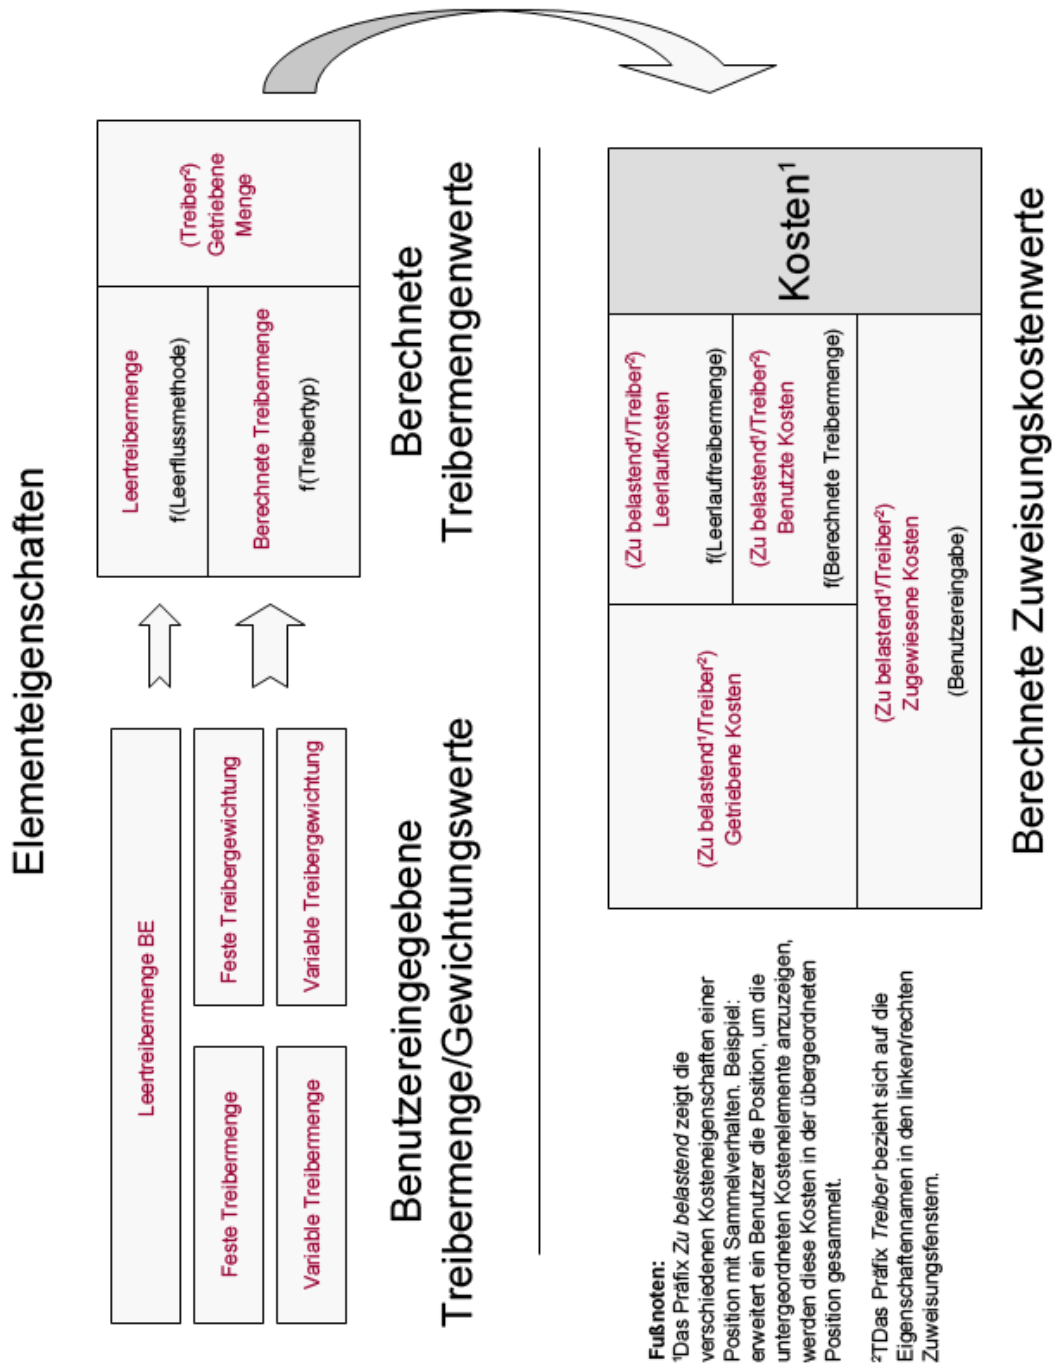 Elementeigenschaften
Leertreibermenge BE
Feste Treibermenge
Feste Treibergewichtung
Variable Treibermenge
Variable Treibergewichtung
Benutzereingegebene
Treibermenge/Gewichtungswerte
Leertreibermenge
f(Leerflussmethode)
Berechnete Treibermenge
f(Treibertyp)
(Treiber²)
Getriebene
Menge
Berechnete
Treibermengenwerte
(Zu belastend¹/Treiber²)
Getriebene Kosten
(Zu belastend¹/Treiber²)
Leerlaufkosten
f(Leerlauftreibermenge)
(Zu belastend¹/Treiber²)
Benutzte Kosten
f(Berechnete Treibermenge)
(Zu belastend¹/Treiber²)
Zugewiesene Kosten
(Benutzereingabe)
Kosten¹
Berechnete Zuweisungskostenwerte
Fußnoten:
¹Das Präfix Zu belastend zeigt die
verschiedenen Kosteneigenschaften einer
Position mit Sammelverhalten. Beispiel:
erweitert ein Benutzer die Position, um die
untergeordneten Kostenelemente anzuzeigen,
werden diese Kosten in der übergeordneten
Position gesammelt.
²TDas Präfix Treiber bezieht sich auf die
Eigenschaftennamen in den linken/rechten
Zuweisungsfenstern.